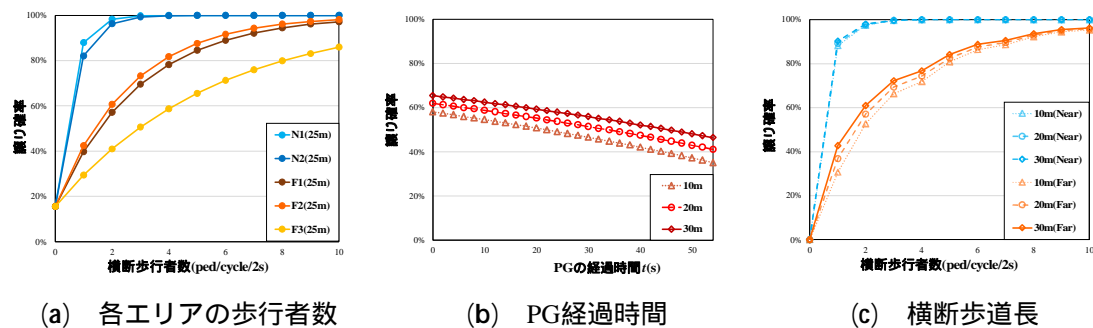 譲り確率
100%
80%
60%
40%
20%
0%
0
2
4
6
8
10
横断歩行者数(ped/cycle/2s)
N1(25m)
N2(25m)
F1(25m)
F2(25m)
F3(25m)
(a) 各エリアの歩行者数
譲り確率
100%
80%
60%
40%
20%
0%
0
10
20
30
40
50
PGの経過時間t(s)
10m
20m
30m
(b) PG経過時間
譲り確率
100%
80%
60%
40%
20%
0%
0
2
4
6
8
10
横断歩行者数(ped/cycle/2s)
10m(Near)
20m(Near)
30m(Near)
10m(Far)
20m(Far)
30m(Far)
(c) 横断歩道長